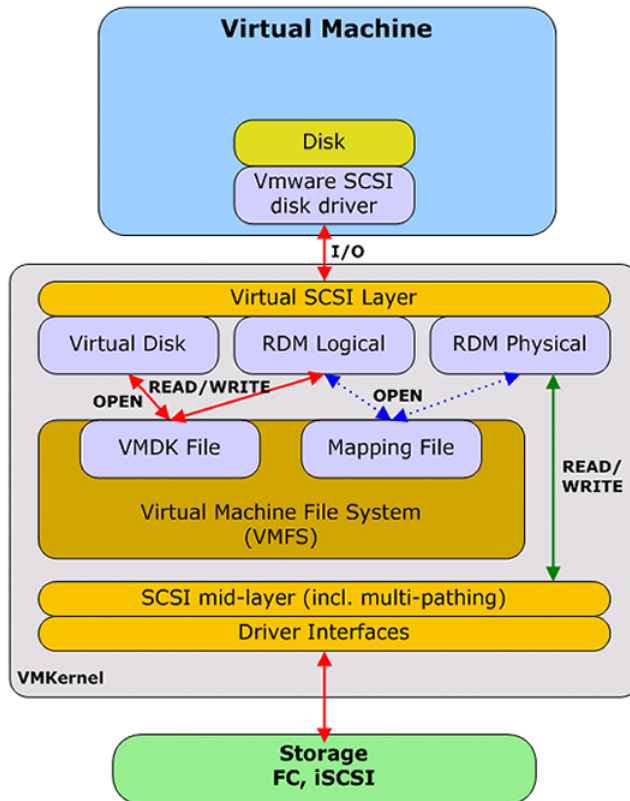 Virtual Machine
Disk
Vmware SCSI
disk driver
I/O
Virtual SCSI Layer
Virtual Disk
RDM Logical
RDM Physical
READ/WRITE
OPEN
OPEN
VMDK File
Mapping File
READ/
WRITE
Virtual Machine File System
(VMFS)
SCSI mid-layer (incl. multi-pathing)
Driver Interfaces
VMKernel
Storage
FC, iSCSI